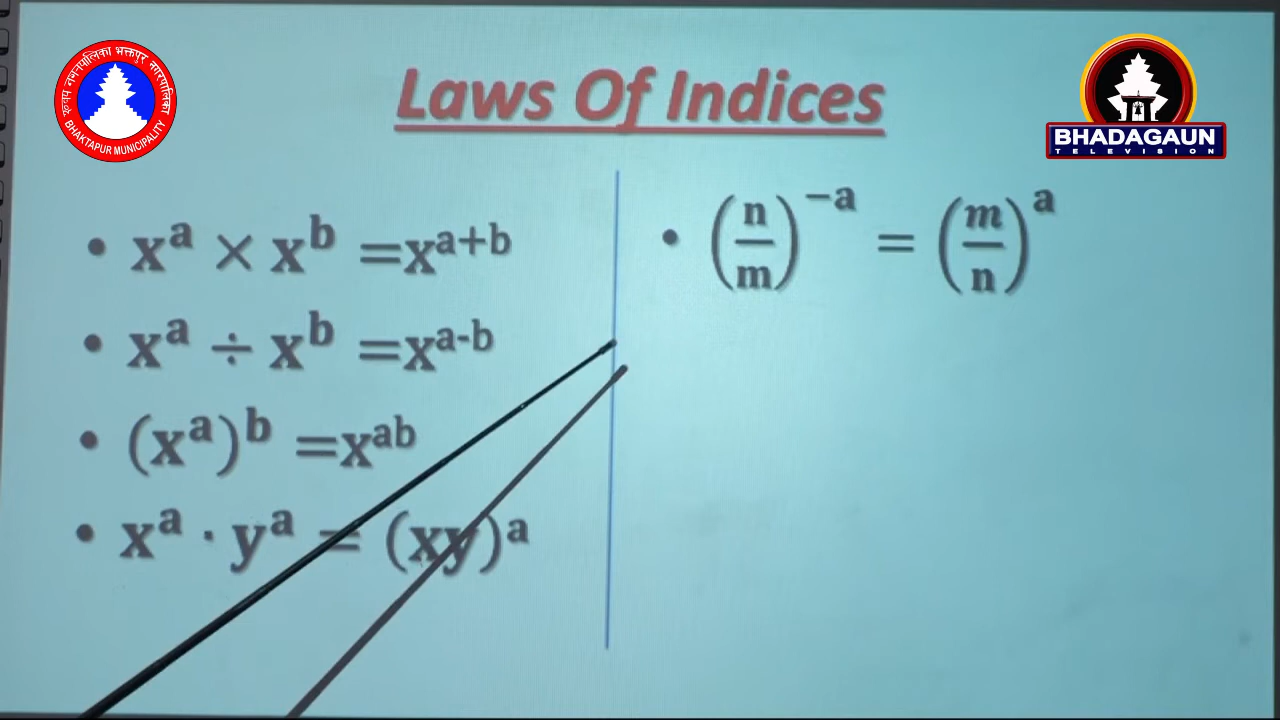 Laws Of Indices
• xᵃ × xᵇ =xᵃ⁺ᵇ
• xᵃ ÷ xᵇ =xᵃ⁻ᵇ
• (xᵃ)ᵇ =xᵃᵇ
• xᵃ · yᵃ = (xy)ᵃ
• (n/m)⁻ᵃ = (m/n)ᵃ
BHAKTAPUR MUNICIPALITY
BHADAGAUN
TELEVISION